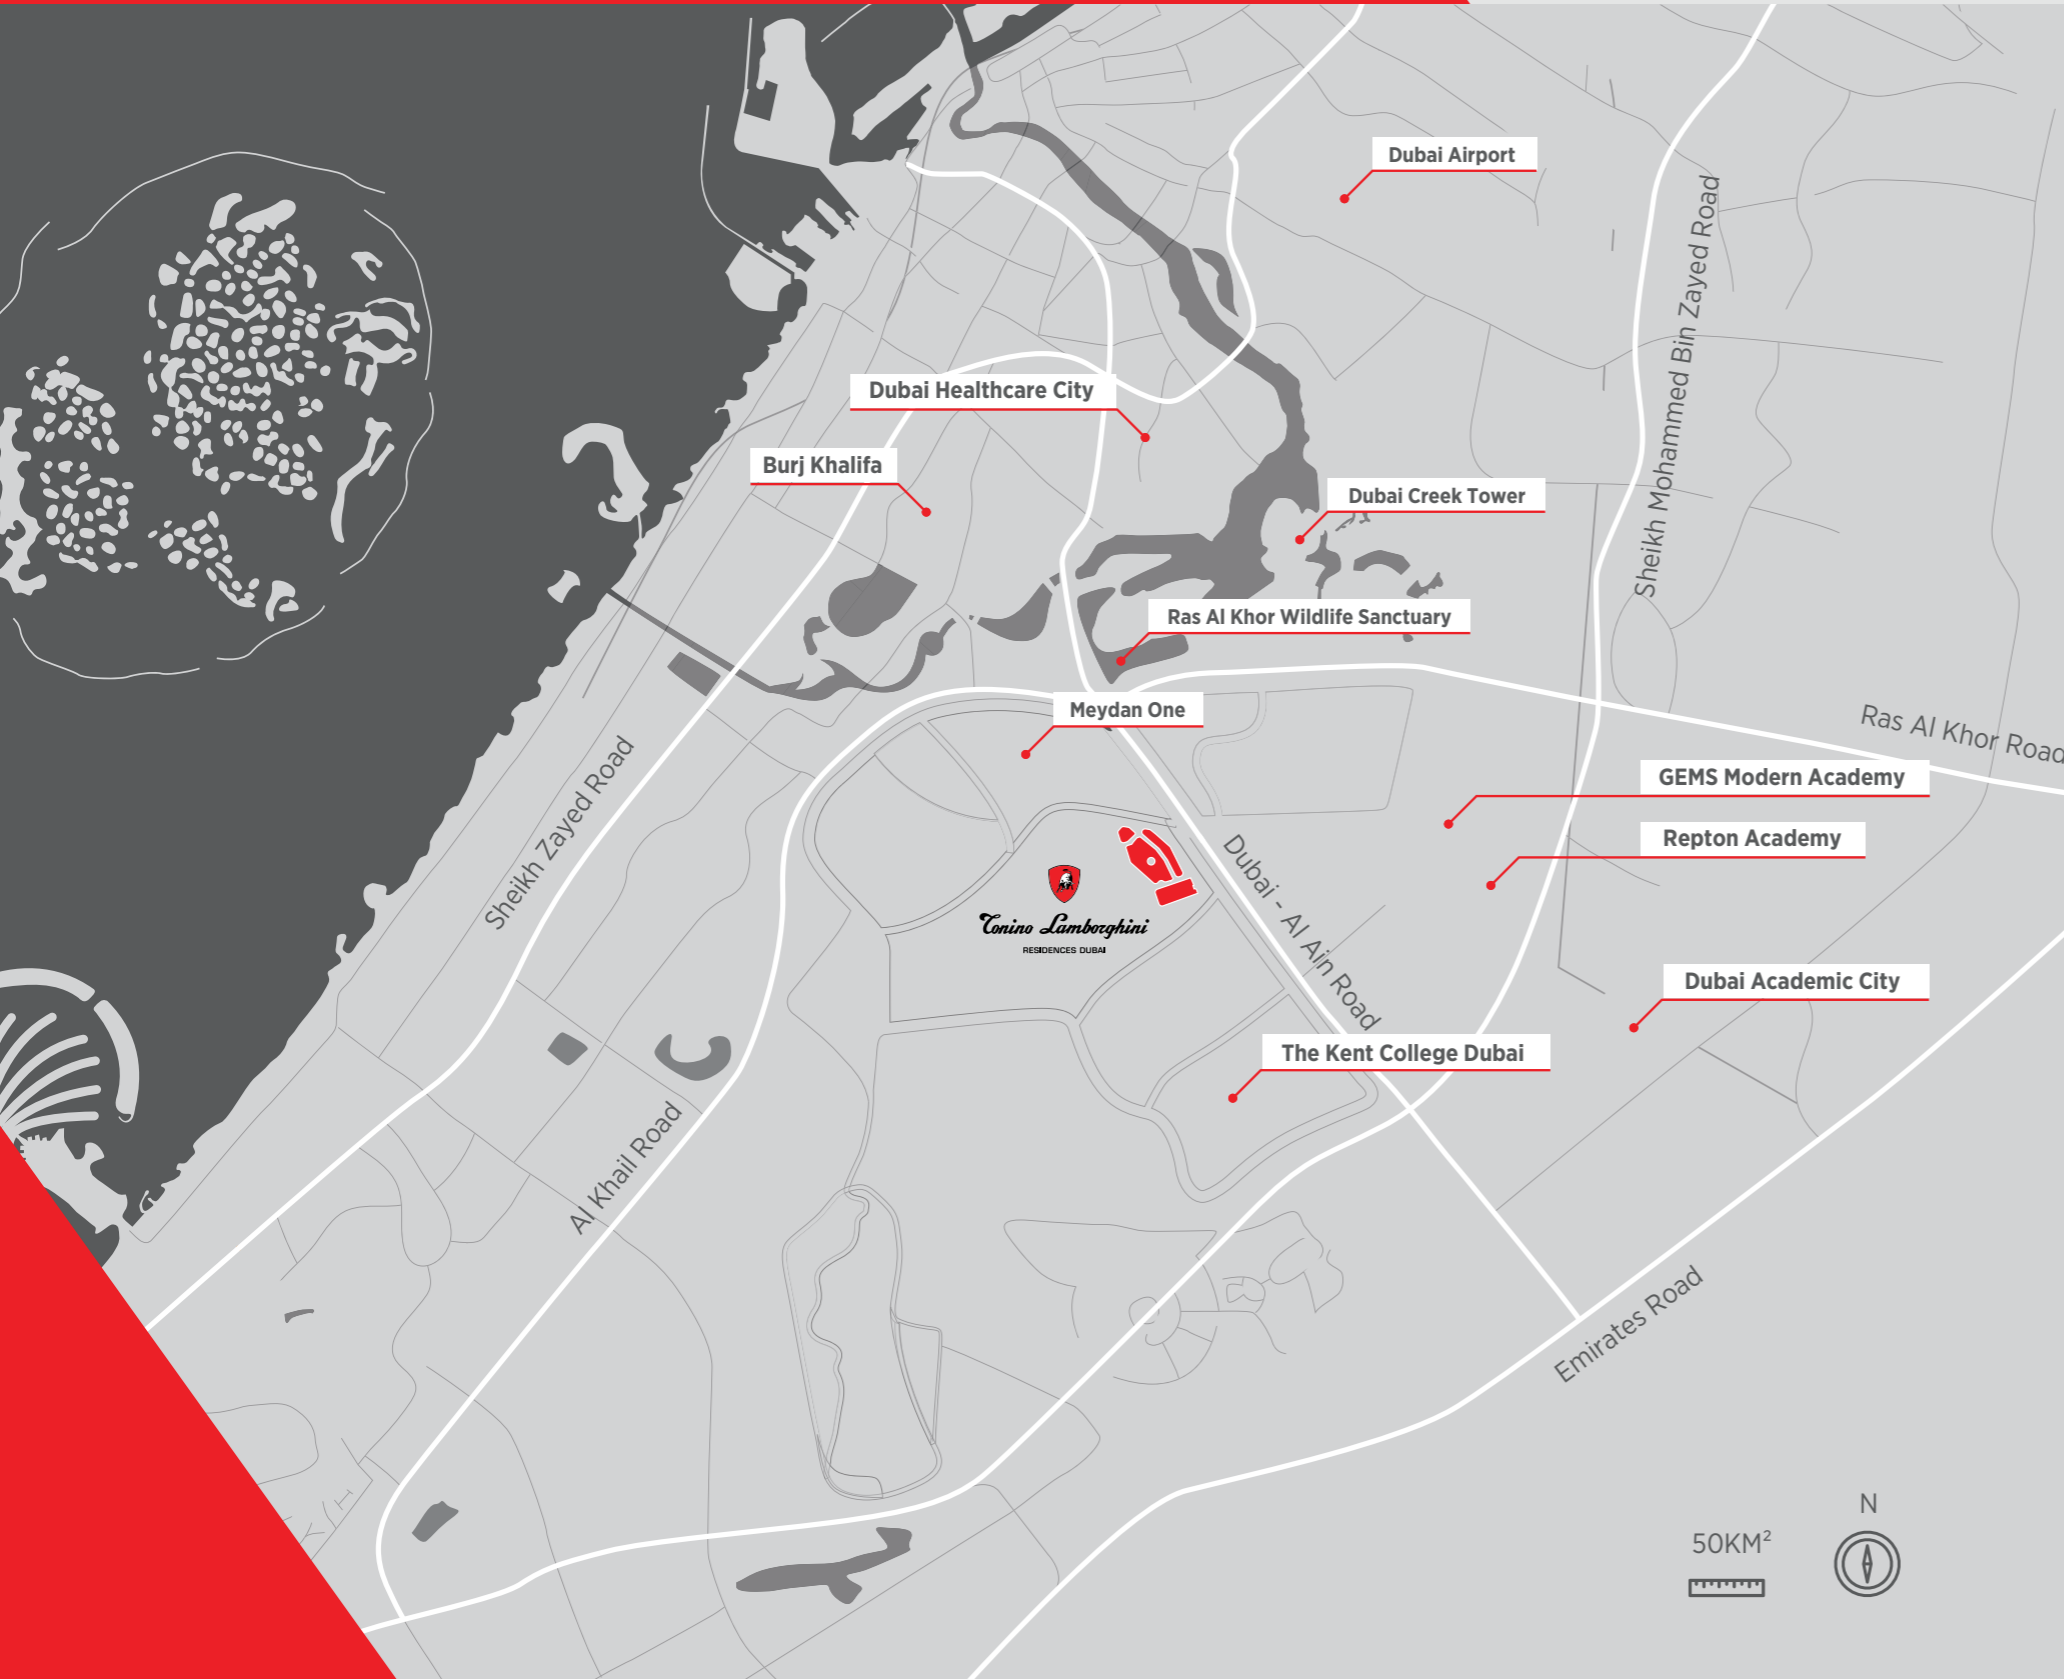 Dubai Airport
Sheikh Mohammed Bin Zayed Road
Dubai Healthcare City
Burj Khalifa
Dubai Creek Tower
Ras Al Khor Wildlife Sanctuary
Meydan One
Ras Al Khor Road
GEMS Modern Academy
Sheikh Zayed Road
Repton Academy
Dubai - Al Ain Road
Tonino Lamborghini
RESIDENCES DUBAI
Dubai Academic City
The Kent College Dubai
Al Khail Road
Emirates Road
N
50KM²